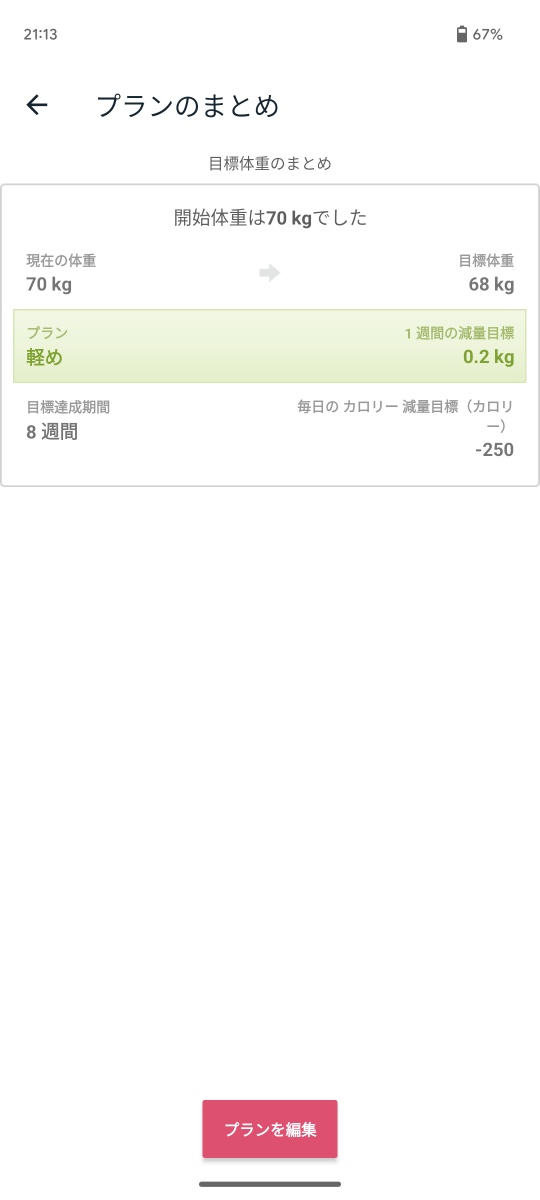 21:13
67%
プランのまとめ
目標体重のまとめ
開始体重は70 kgでした
現在の体重
70 kg
目標体重
68 kg
プラン
軽め
1 週間の減量目標
0.2 kg
目標達成期間
8 週間
毎日の カロリー 減量目標（カロリ
ー）
-250
プランを編集